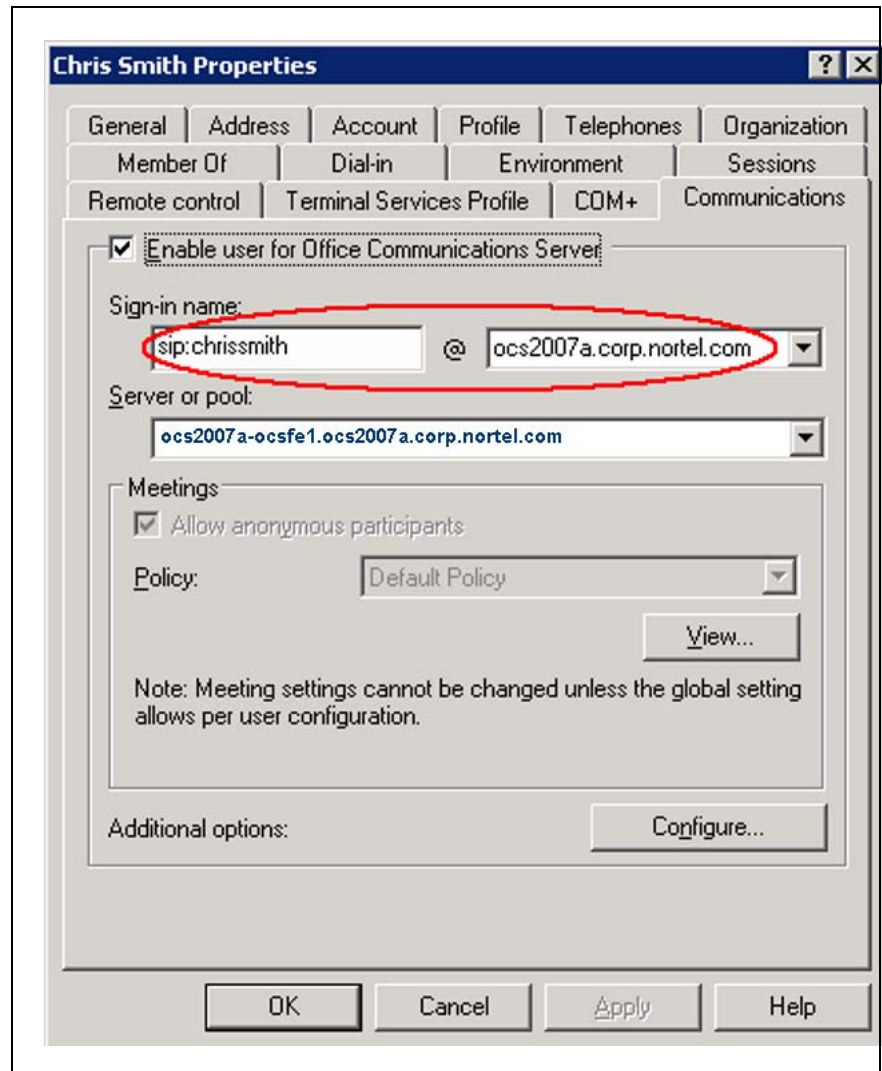 Chris Smith Properties
General Address Account Profile Telephones Organization
Member Of Dial-in Environment Sessions
Remote control Terminal Services Profile COM+ Communications
Enable user for Office Communications Server
Sign-in name:
sip:chrissmith @ ocs2007a.corp.nortel.com
Server or pool:
ocs2007a-ocsfe1.ocs2007a.corp.nortel.com
Meetings
Allow anonymous participants
Policy: Default Policy
View...
Note: Meeting settings cannot be changed unless the global setting
allows per user configuration.
Additional options: Configure...
OK Cancel Apply Help